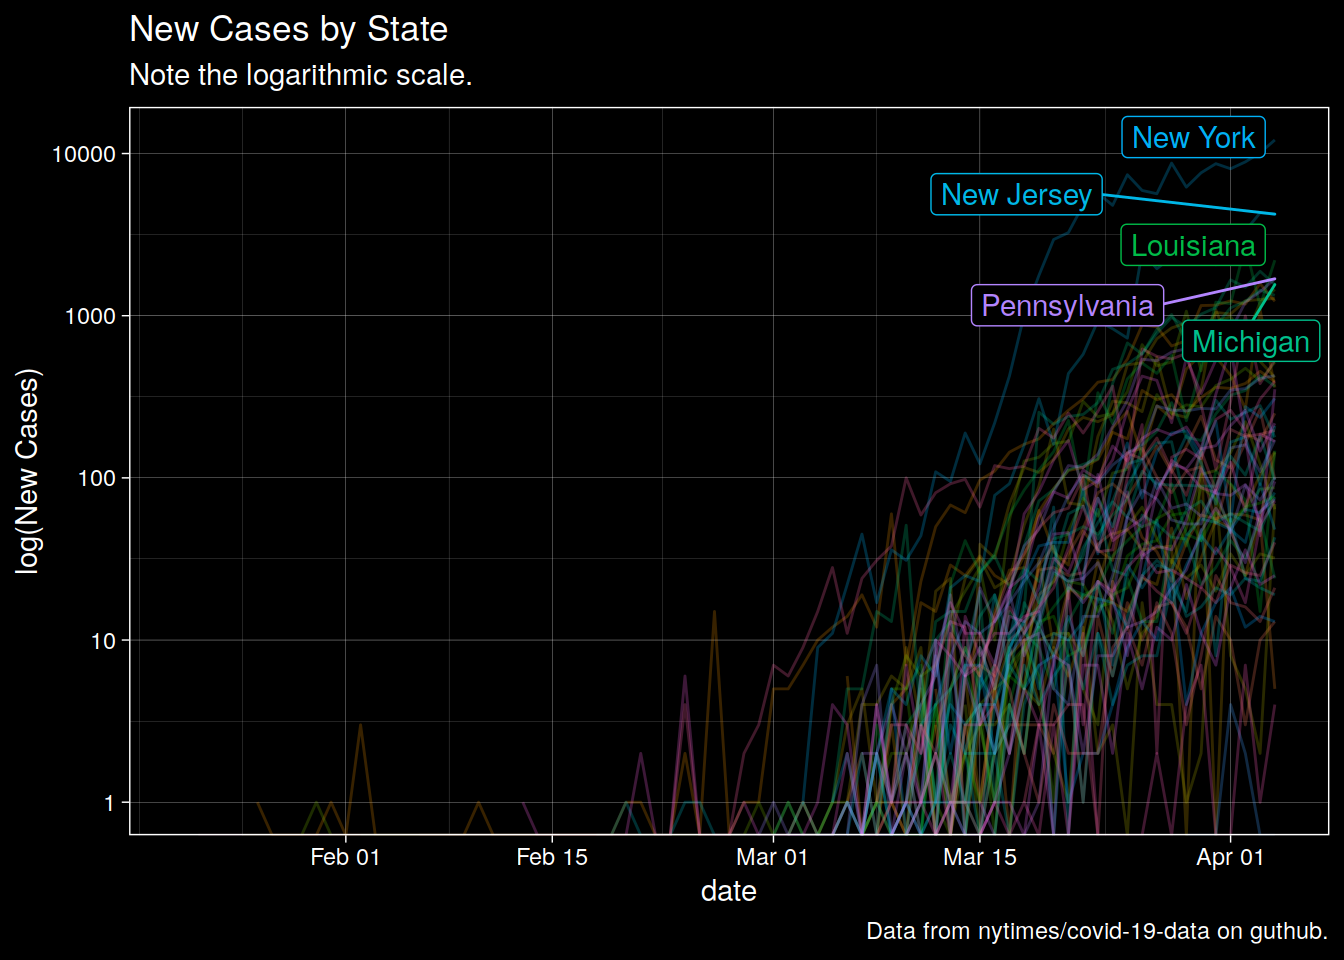 New Cases by State
Note the logarithmic scale.
log(New Cases)
10000
1000
100
10
1
New York
New Jersey
Louisiana
Pennsylvania
Michigan
Feb 01
Feb 15
Mar 01
Mar 15
Apr 01
date
Data from nytimes/covid-19-data on guthub.